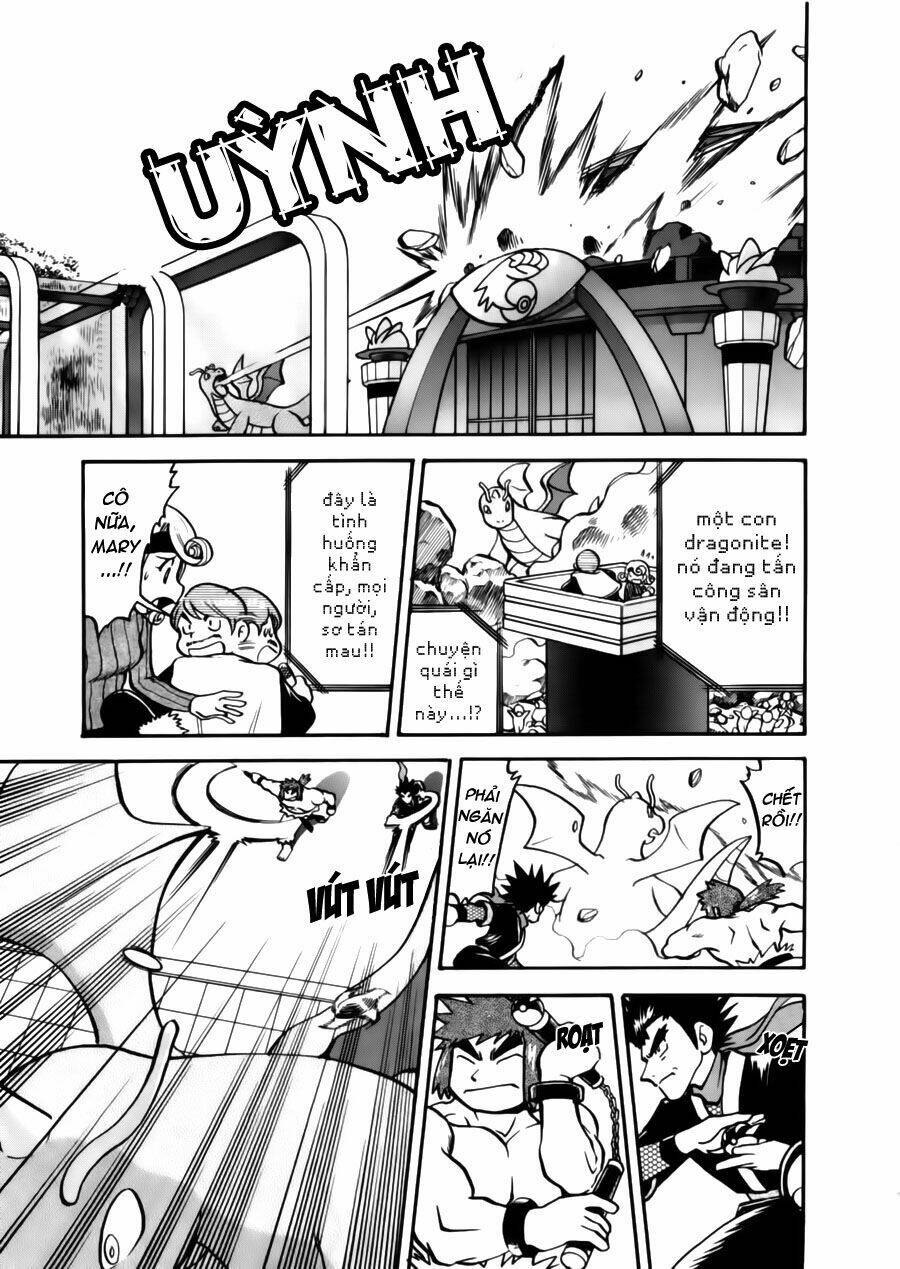 UỲNH
một con
dragonite!
nó đang tấn
công sân
vận động!!
chuyện
quái gì
thế
này...!?
đây là
tình
huống
khẩn
cấp, mọi
người,
sơ tán
mau!!
CÔ
NỮA,
MARY
...!!
CHẾT
RỒI!!
PHẢI
NGĂN
NÓ
LẠI!!
VÚT VÚT
XOẸT
ROẠT